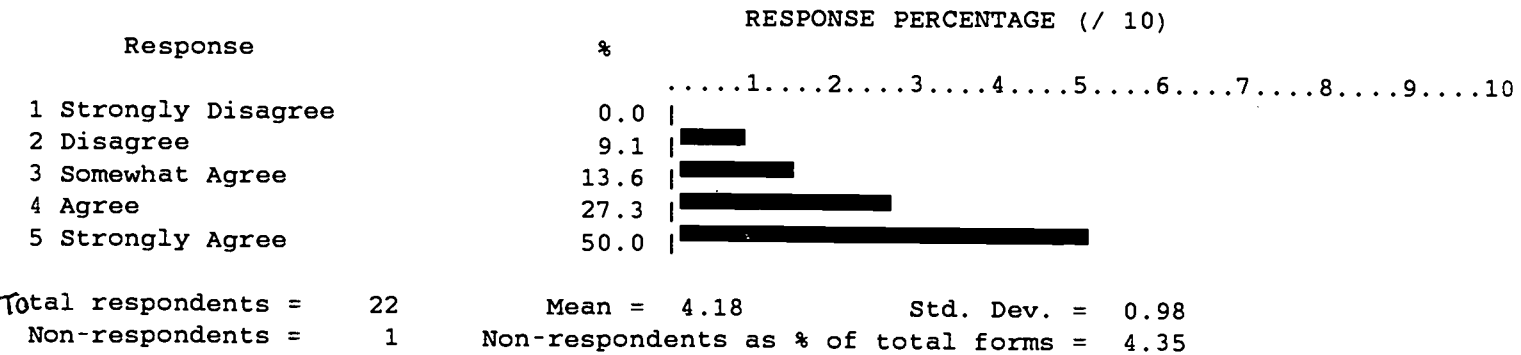 RESPONSE PERCENTAGE (/ 10)
Response %
.....1....2....3....4....5....6....7....8....9....10
1 Strongly Disagree 0.0 |
2 Disagree 9.1 |
3 Somewhat Agree 13.6 |
4 Agree 27.3 |
5 Strongly Agree 50.0 |
Total respondents = 22 Mean = 4.18 Std. Dev. = 0.98
Non-respondents = 1 Non-respondents as % of total forms = 4.35